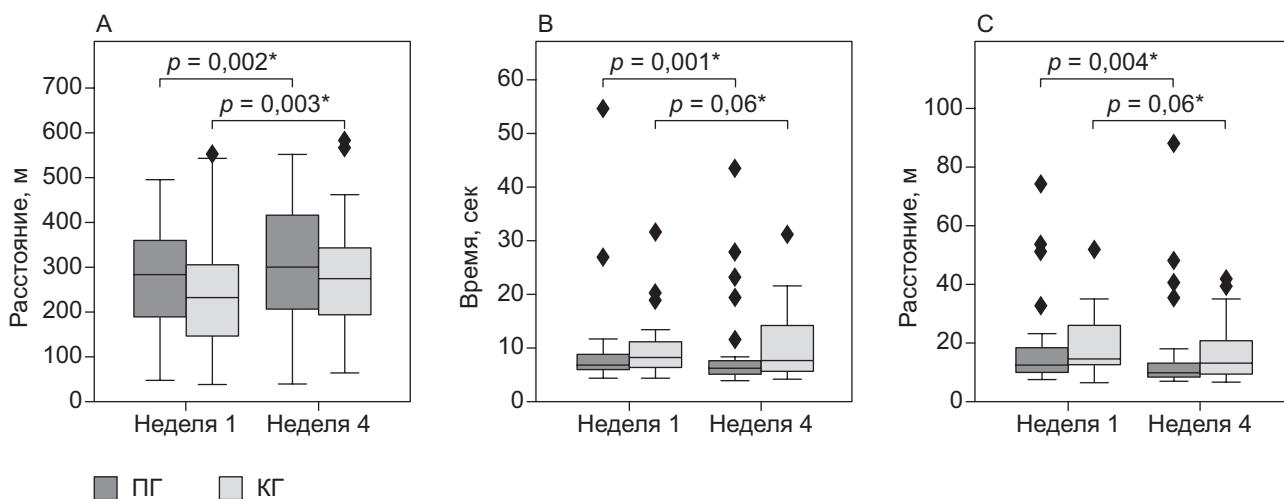 A
p = 0,002*
p = 0,003*
Расстояние, м
700
600
500
400
300
200
100
0
Неделя 1 Неделя 4
B
p = 0,001*
p = 0,06*
Время, сек
60
50
40
30
20
10
0
Неделя 1 Неделя 4
C
p = 0,004*
p = 0,06*
Расстояние, м
100
80
60
40
20
0
Неделя 1 Неделя 4
ПГ КГ